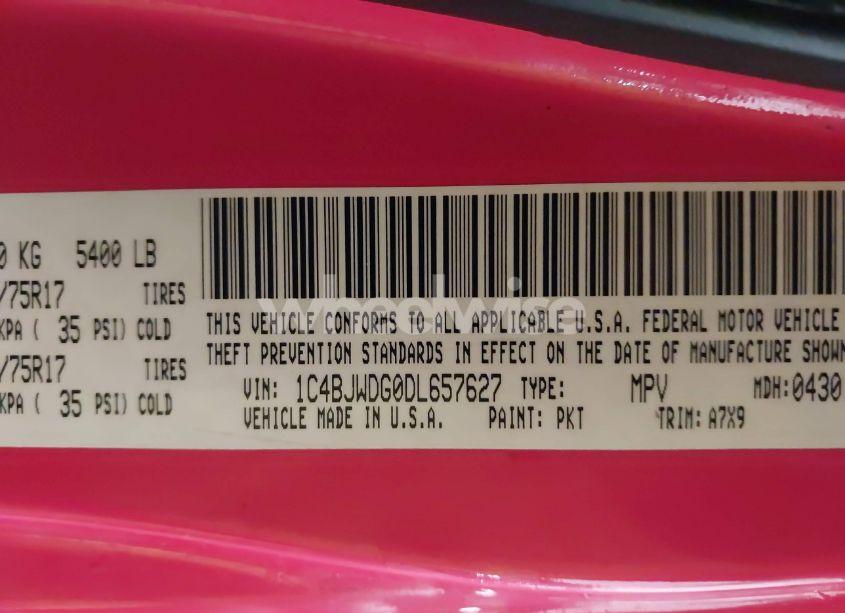 0 KG 5400 LB
/75R17 TIRES
KPA ( 35 PSI) COLD
/75R17 TIRES
KPA ( 35 PSI) COLD
wheelwise
THIS VEHICLE CONFORMS TO ALL APPLICABLE U.S.A. FEDERAL MOTOR VEHICLE
THEFT PREVENTION STANDARDS IN EFFECT ON THE DATE OF MANUFACTURE SHOWN
VIN: 1C4BJWDG0DL657627 TYPE: MPV MDH:0430
VEHICLE MADE IN U.S.A. PAINT: PKT TRIM: A7X9